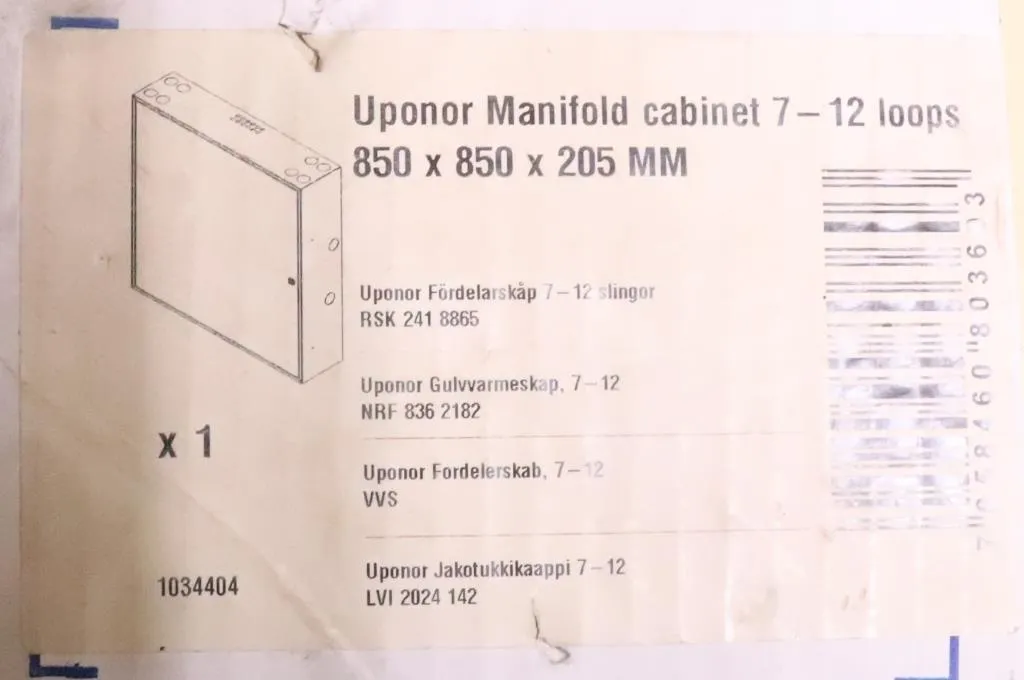 Uponor Manifold cabinet 7–12 loops
850 x 850 x 205 MM
Uponor Fördelarskåp 7–12 slingor
RSK 241 8865
Uponor Gulvvarmeskap, 7–12
NRF 836 2182
x 1
Uponor Fordelerskab, 7–12
VVS
1034404
Uponor Jakotukkikaappi 7–12
LVI 2024 142